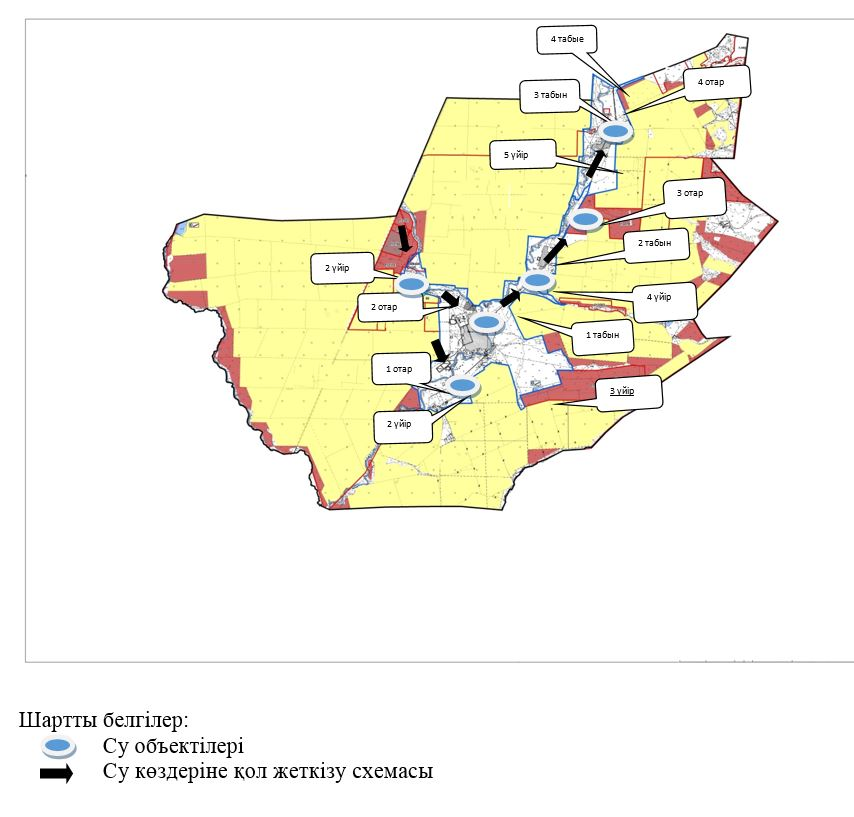 4 табые
4 отар
3 табын
5 үйір
3 отар
2 табын
2 үйір
4 үйір
2 отар
1 табын
1 отар
3 үйір
2 үйір
Шартты белгілер:
Су объектілері
Су көздеріне қол жеткізу схемасы